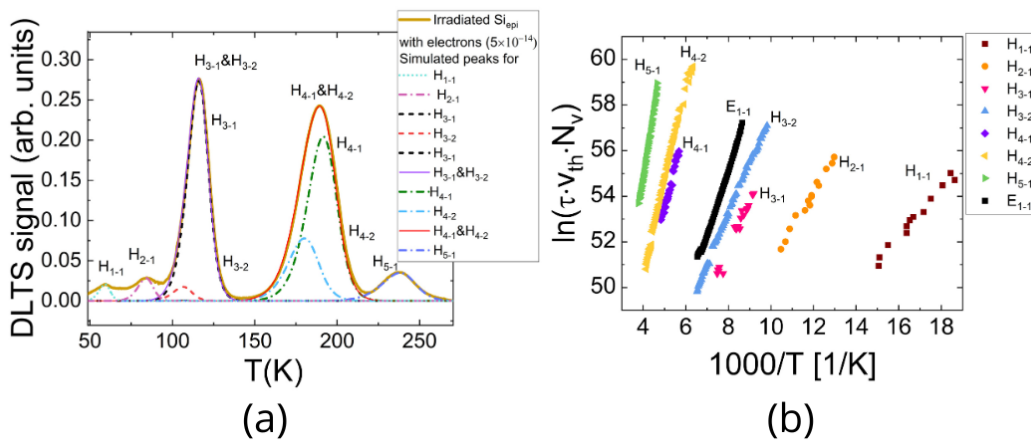 (a)
DLTS signal (arb. units)
0.30
0.25
0.20
0.15
0.10
0.05
0.00
50
100
150
200
250
T(K)
H₃₋₁&H₃₋₂
H₃₋₁
H₄₋₁&H₄₋₂
H₄₋₁
H₄₋₂
H₁₋₁
H₂₋₁
H₃₋₂
H₅₋₁
Irradiated Si_epi
with electrons (5×10⁻¹⁴)
Simulated peaks for
H₁₋₁
H₂₋₁
H₃₋₁
H₃₋₂
H₃₋₁
H₃₋₁&H₃₋₂
H₄₋₁
H₄₋₂
H₄₋₁&H₄₋₂
H₅₋₁
(a)
b)
ln(τ·v_th·N_v)
60
58
56
54
52
50
4
6
8
10
12
14
16
18
1000/T [1/K]
H₄₋₂
H₅₋₁
E₁₋₁
H₃₋₂
H₄₋₁
H₂₋₁
H₁₋₁
H₃₋₁
H₁₋₁
H₂₋₁
H₃₋₁
H₃₋₂
H₄₋₁
H₄₋₂
H₅₋₁
E₁₋₁
(b)